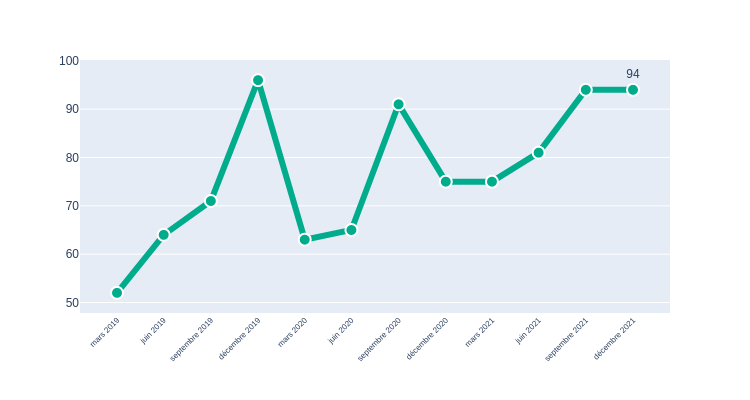 100
90
80
70
60
50
94
mars 2019
juin 2019
septembre 2019
décembre 2019
mars 2020
juin 2020
septembre 2020
décembre 2020
mars 2021
juin 2021
septembre 2021
décembre 2021